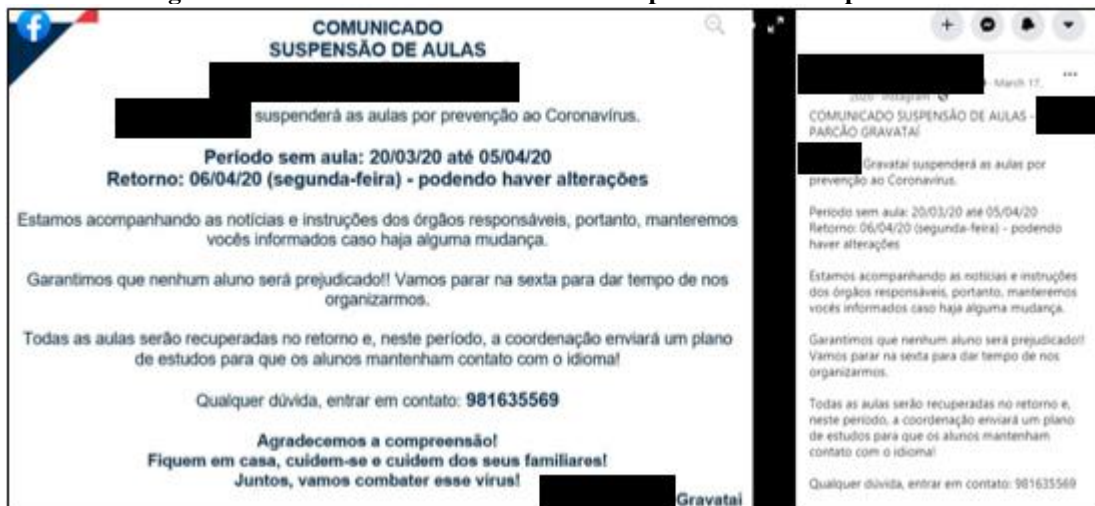 COMUNICADO
SUSPENSÃO DE AULAS
suspenderá as aulas por prevenção ao Coronavírus.
Período sem aula: 20/03/20 até 05/04/20
Retorno: 06/04/20 (segunda-feira) - podendo haver alterações
Estamos acompanhando as notícias e instruções dos órgãos responsáveis, portanto, manteremos
vocês informados caso haja alguma mudança.
Garantimos que nenhum aluno será prejudicado!! Vamos parar na sexta para dar tempo de nos
organizarmos.
Todas as aulas serão recuperadas no retorno e, neste período, a coordenação enviará um plano
de estudos para que os alunos mantenham contato com o idioma!
Qualquer dúvida, entrar em contato: 981635569
Agradecemos a compreensão!
Fiquem em casa, cuidem-se e cuidem dos seus familiares!
Juntos, vamos combater esse vírus!
Gravataí
March 17,
2020 · Instagram
COMUNICADO SUSPENSÃO DE AULAS -
PARCÃO GRAVATAÍ
Gravataí suspenderá as aulas por
prevenção ao Coronavírus.
Período sem aula: 20/03/20 até 05/04/20
Retorno: 06/04/20 (segunda-feira) - podendo
haver alterações
Estamos acompanhando as notícias e instruções
dos órgãos responsáveis, portanto, manteremos
vocês informados caso haja alguma mudança.
Garantimos que nenhum aluno será prejudicado!!
Vamos parar na sexta para dar tempo de nos
organizarmos.
Todas as aulas serão recuperadas no retorno e,
neste período, a coordenação enviará um plano
de estudos para que os alunos mantenham
contato com o idioma!
Qualquer dúvida, entrar em contato: 981635569